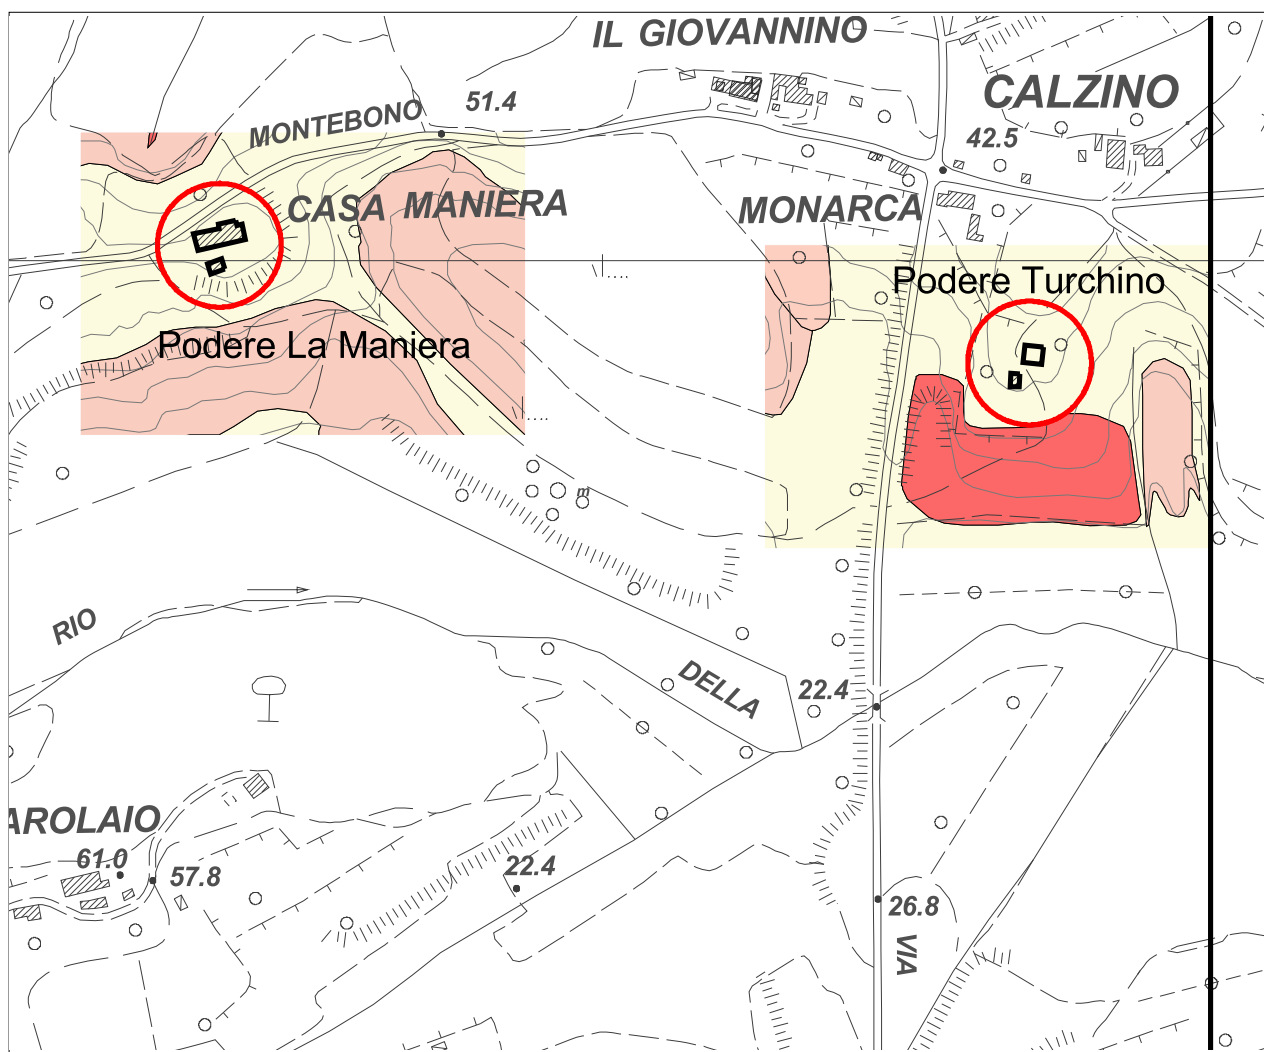 IL GIOVANNINO
CALZINO
51.4
MONTEBONO
42.5
CASA MANIERA
MONARCA
Podere Turchino
Podere La Maniera
m
RIO
DELLA
22.4
AROLAIO
61.0
57.8
22.4
26.8
VIA